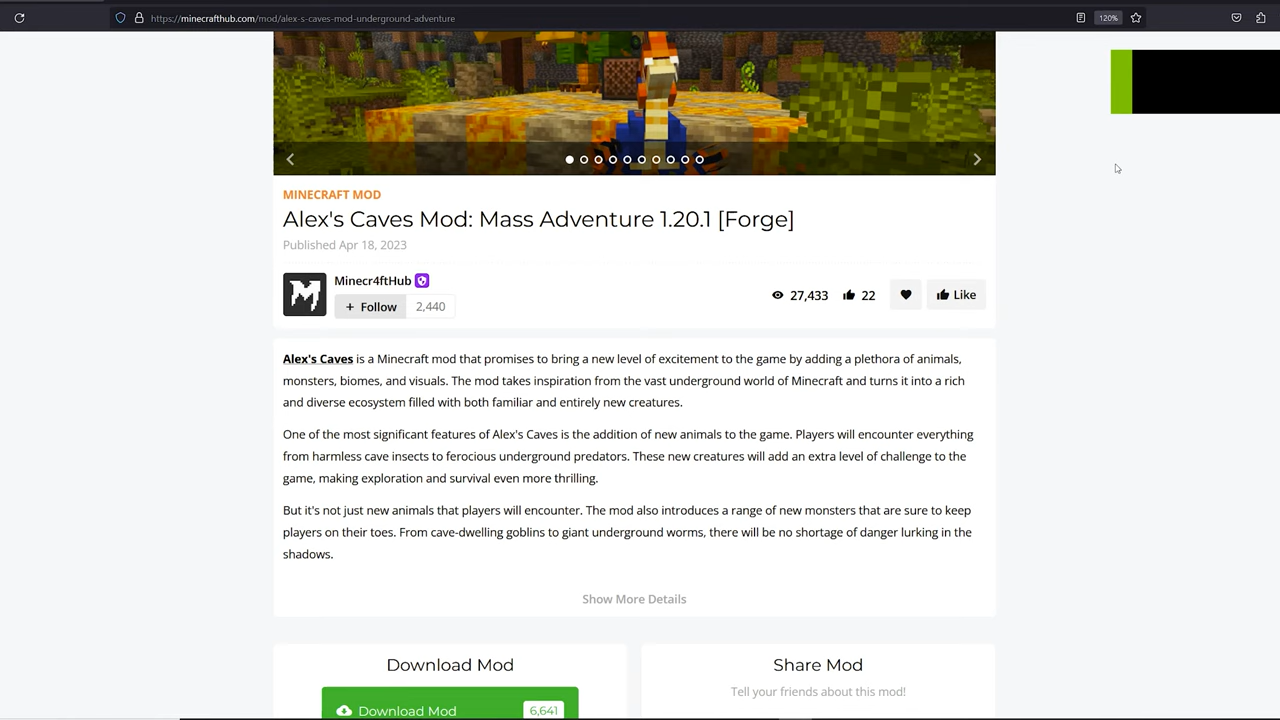 https://minecrafthub.com/mod/alex-s-caves-mod-underground-adventure
120%
MINECRAFT MOD
Alex's Caves Mod: Mass Adventure 1.20.1 [Forge]
Published Apr 18, 2023
Minecr4ftHub
+ Follow 2,440
27,433 22 Like
Alex's Caves is a Minecraft mod that promises to bring a new level of excitement to the game by adding a plethora of animals,
monsters, biomes, and visuals. The mod takes inspiration from the vast underground world of Minecraft and turns it into a rich
and diverse ecosystem filled with both familiar and entirely new creatures.
One of the most significant features of Alex's Caves is the addition of new animals to the game. Players will encounter everything
from harmless cave insects to ferocious underground predators. These new creatures will add an extra level of challenge to the
game, making exploration and survival even more thrilling.
But it's not just new animals that players will encounter. The mod also introduces a range of new monsters that are sure to keep
players on their toes. From cave-dwelling goblins to giant underground worms, there will be no shortage of danger lurking in the
shadows.
Show More Details
Download Mod
Share Mod
Tell your friends about this mod!
Download Mod 6,641